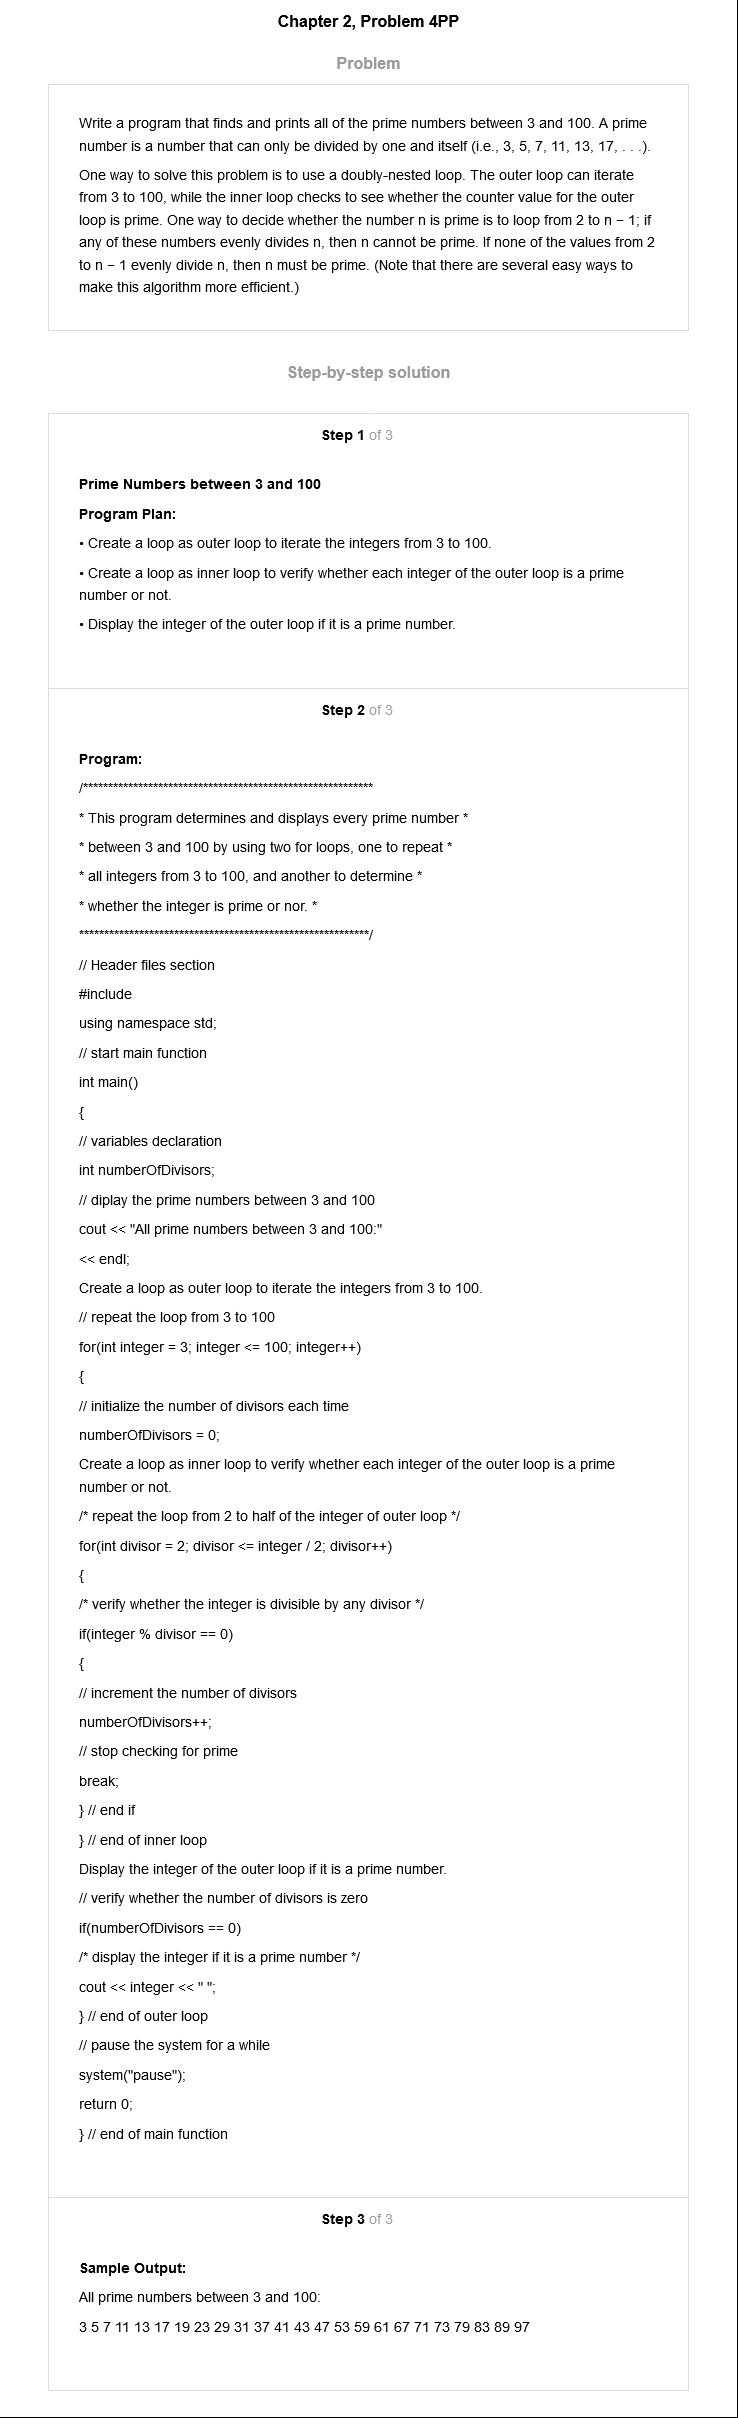 Chapter 2, Problem 4PP
Problem
Write a program that finds and prints all of the prime numbers between 3 and 100. A prime
number is a number that can only be divided by one and itself (i.e., 3, 5, 7, 11, 13, 17, . . .).
One way to solve this problem is to use a doubly-nested loop. The outer loop can iterate
from 3 to 100, while the inner loop checks to see whether the counter value for the outer
loop is prime. One way to decide whether the number n is prime is to loop from 2 to n − 1; if
any of these numbers evenly divides n, then n cannot be prime. If none of the values from 2
to n − 1 evenly divide n, then n must be prime. (Note that there are several easy ways to
make this algorithm more efficient.)
Step-by-step solution
Step 1 of 3
Prime Numbers between 3 and 100
Program Plan:
• Create a loop as outer loop to iterate the integers from 3 to 100.
• Create a loop as inner loop to verify whether each integer of the outer loop is a prime
number or not.
• Display the integer of the outer loop if it is a prime number.
Step 2 of 3
Program:
/**********************************************************
* This program determines and displays every prime number *
* between 3 and 100 by using two for loops, one to repeat *
* all integers from 3 to 100, and another to determine *
* whether the integer is prime or nor. *
**********************************************************/
// Header files section
#include
using namespace std;
// start main function
int main()
{
// variables declaration
int numberOfDivisors;
// diplay the prime numbers between 3 and 100
cout << "All prime numbers between 3 and 100:"
<< endl;
Create a loop as outer loop to iterate the integers from 3 to 100.
// repeat the loop from 3 to 100
for(int integer = 3; integer <= 100; integer++)
{
// initialize the number of divisors each time
numberOfDivisors = 0;
Create a loop as inner loop to verify whether each integer of the outer loop is a prime
number or not.
/* repeat the loop from 2 to half of the integer of outer loop */
for(int divisor = 2; divisor <= integer / 2; divisor++)
{
/* verify whether the integer is divisible by any divisor */
if(integer % divisor == 0)
{
// increment the number of divisors
numberOfDivisors++;
// stop checking for prime
break;
} // end if
} // end of inner loop
Display the integer of the outer loop if it is a prime number.
// verify whether the number of divisors is zero
if(numberOfDivisors == 0)
/* display the integer if it is a prime number */
cout << integer << " ";
} // end of outer loop
// pause the system for a while
system("pause");
return 0;
} // end of main function
Step 3 of 3
Sample Output:
All prime numbers between 3 and 100:
3 5 7 11 13 17 19 23 29 31 37 41 43 47 53 59 61 67 71 73 79 83 89 97